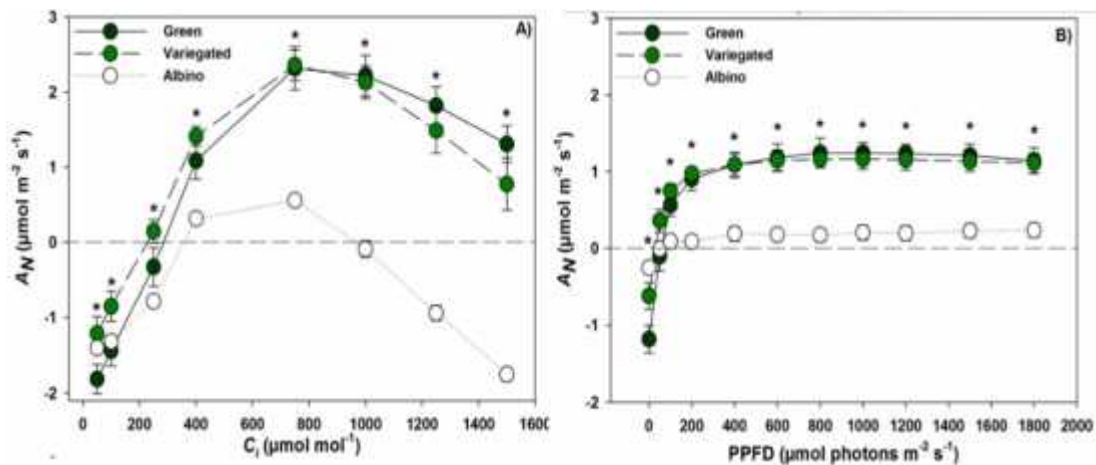 A)
Green
Variegated
Albino
3
2
1
0
-1
-2
A_N (µmol m⁻² s⁻¹)
* * * * * * * *
0 200 400 600 800 1000 1200 1400 1600
C_i (µmol mol⁻¹)
B)
Green
Variegated
Albino
3
2
1
0
-1
-2
A_N (µmol m⁻² s⁻¹)
* * * * * * * * * * *
0 200 400 600 800 1000 1200 1400 1600 1800 2000
PPFD (µmol photons m⁻² s⁻¹)